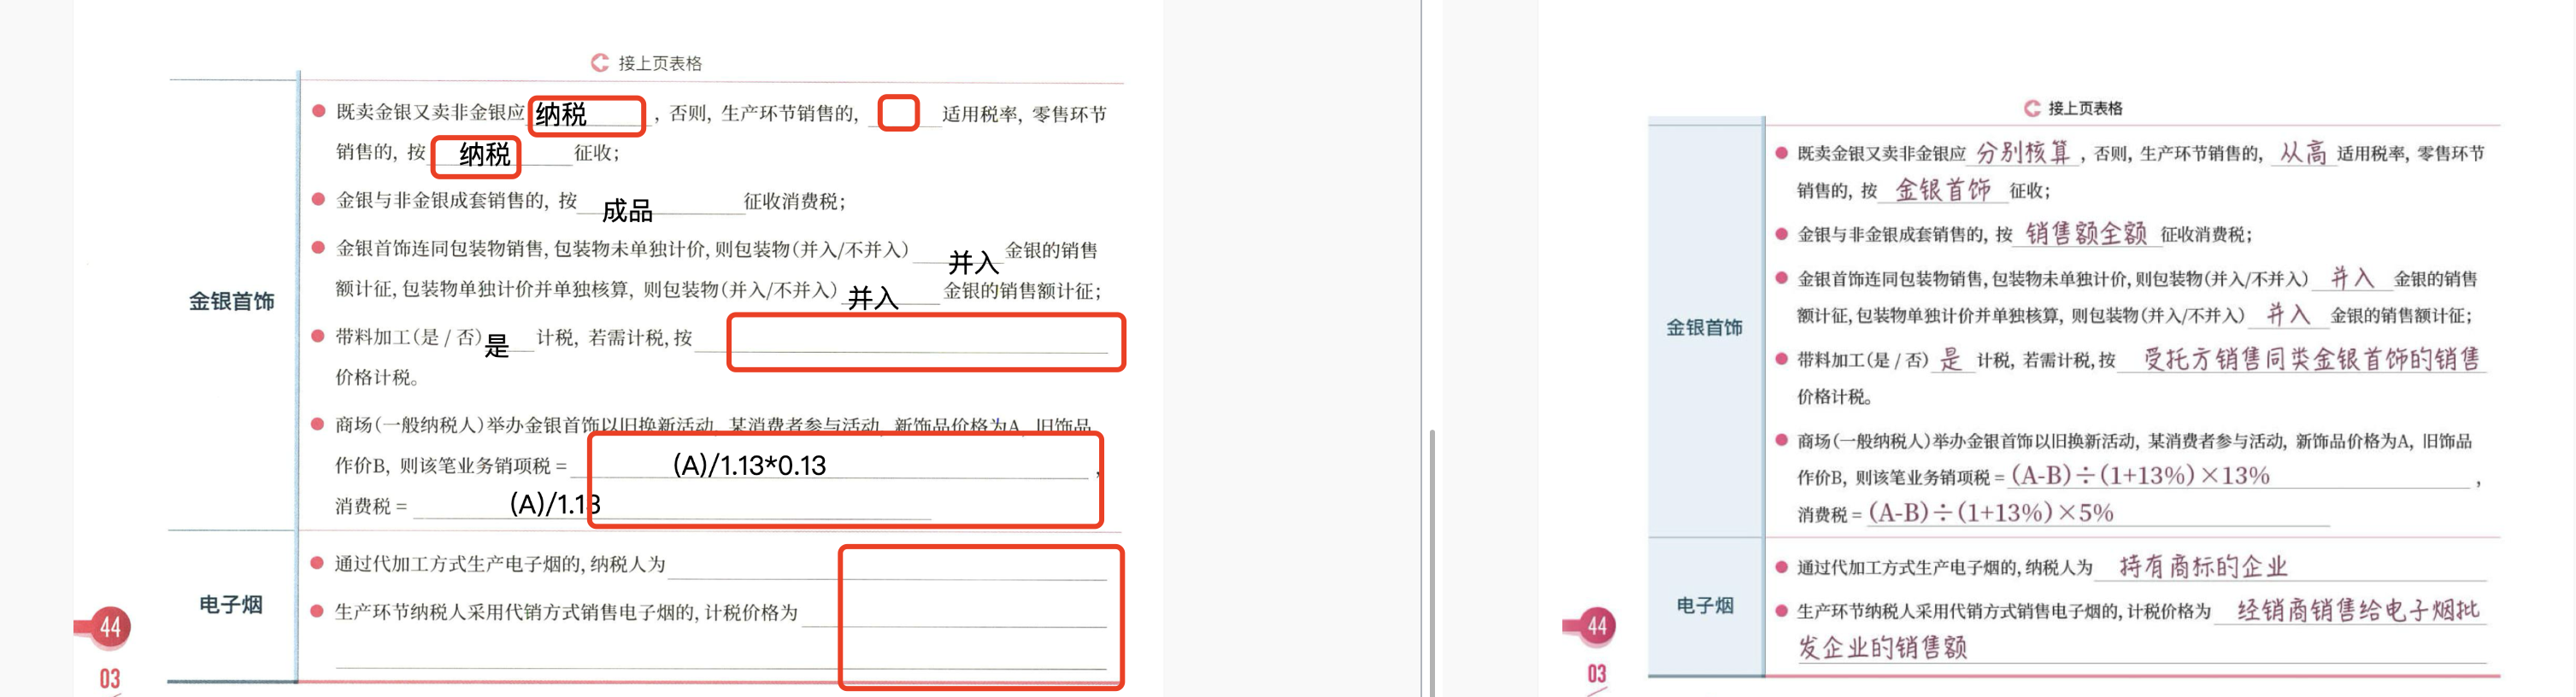 接上页表格
既卖金银又卖非金银应 纳税 , 否则, 生产环节销售的, 适用税率, 零售环节
销售的, 按 纳税 征收;
金银与非金银成套销售的, 按 成品 征收消费税;
金银首饰连同包装物销售, 包装物未单独计价, 则包装物(并入/不并入) 并入 金银的销售
额计征, 包装物单独计价并单独核算, 则包装物(并入/不并入) 并入 金银的销售额计征;
金银首饰
带料加工(是 / 否) 是 计税, 若需计税, 按
价格计税。
商场(一般纳税人)举办金银首饰以旧换新活动, 某消费者参与活动, 新饰品价格为A, 旧饰品
作价B, 则该笔业务销项税 = (A)/1.13*0.13 ,
消费税 = (A)/1.13
通过代加工方式生产电子烟的, 纳税人为
电子烟
生产环节纳税人采用代销方式销售电子烟的, 计税价格为
44
03
接上页表格
既卖金银又卖非金银应 分别核算 , 否则, 生产环节销售的, 从高 适用税率, 零售环节
销售的, 按 金银首饰 征收;
金银与非金银成套销售的, 按 销售额全额 征收消费税;
金银首饰连同包装物销售, 包装物未单独计价, 则包装物(并入/不并入) 并入 金银的销售
额计征, 包装物单独计价并单独核算, 则包装物(并入/不并入) 并入 金银的销售额计征;
金银首饰
带料加工(是 / 否) 是 计税, 若需计税, 按 受托方销售同类金银首饰的销售
价格计税。
商场(一般纳税人)举办金银首饰以旧换新活动, 某消费者参与活动, 新饰品价格为A, 旧饰品
作价B, 则该笔业务销项税 = (A-B)÷(1+13%)×13% ,
消费税 = (A-B)÷(1+13%)×5%
通过代加工方式生产电子烟的, 纳税人为 持有商标的企业
电子烟
生产环节纳税人采用代销方式销售电子烟的, 计税价格为 经销商销售给电子烟批
发企业的销售额
44
03